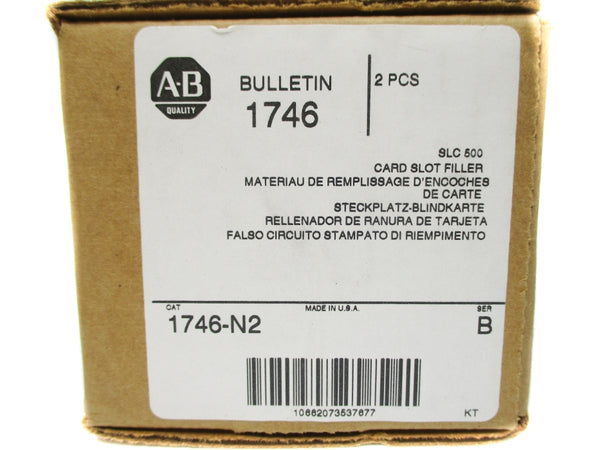 A-B
QUALITY
BULLETIN
1746
2 PCS
SLC 500
CARD SLOT FILLER
MATERIAU DE REMPLISSAGE D'ENCOCHES
DE CARTE
STECKPLATZ-BLINDKARTE
RELLENADOR DE RANURA DE TARJETA
FALSO CIRCUITO STAMPATO DI RIEMPIMENTO
CAT
MADE IN U.S.A.
SER
1746-N2
B
10662073537677
KT